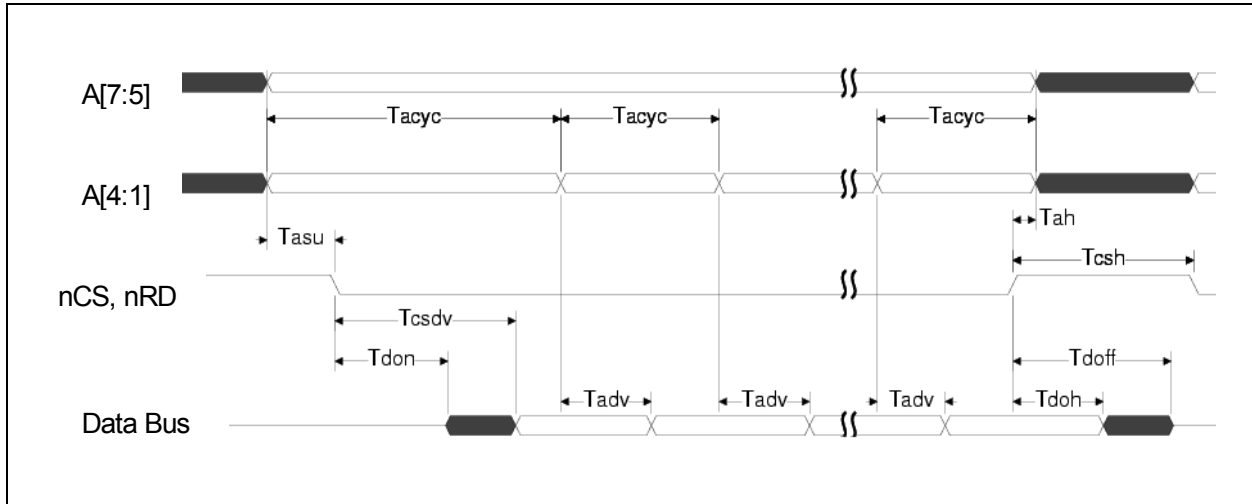 A[7:5]
Tacyc Tacyc Tacyc
A[4:1]
Tah
Tasu
Tcsh
nCS, nRD
Tcsdv
Tdon Tdoff
Tadv Tadv Tadv Tdoh
Data Bus